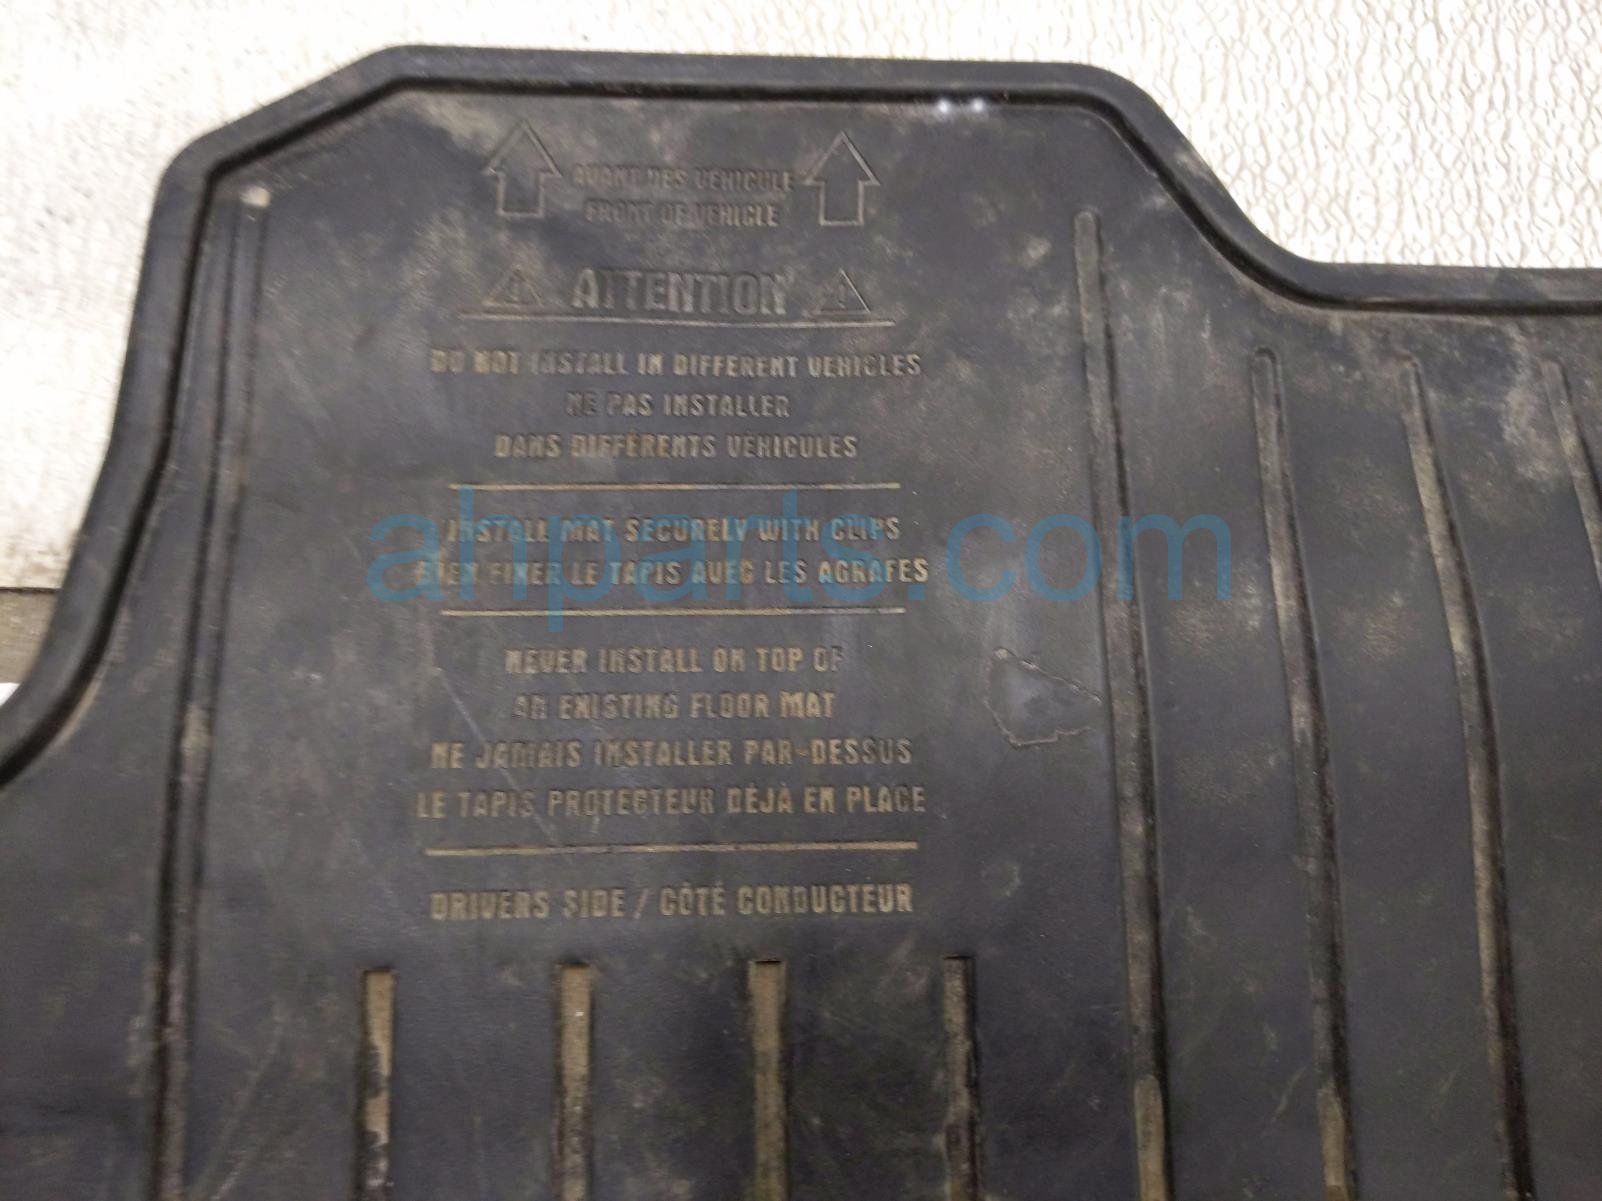 AVANT DES VEHICULE
FRONT OF VEHICLE
ATTENTION
DO NOT INSTALL IN DIFFERENT VEHICLES
NE PAS INSTALLER
DANS DIFFÉRENTS VÉHICULES
INSTALL MAT SECURELY WITH CLIPS
BIEN FIXER LE TAPIS AVEC LES AGRAFES
ahparts.com
NEVER INSTALL ON TOP OF
AN EXISTING FLOOR MAT
NE JAMAIS INSTALLER PAR-DESSUS
LE TAPIS PROTECTEUR DÉJÀ EN PLACE
DRIVERS SIDE / CÔTÉ CONDUCTEUR